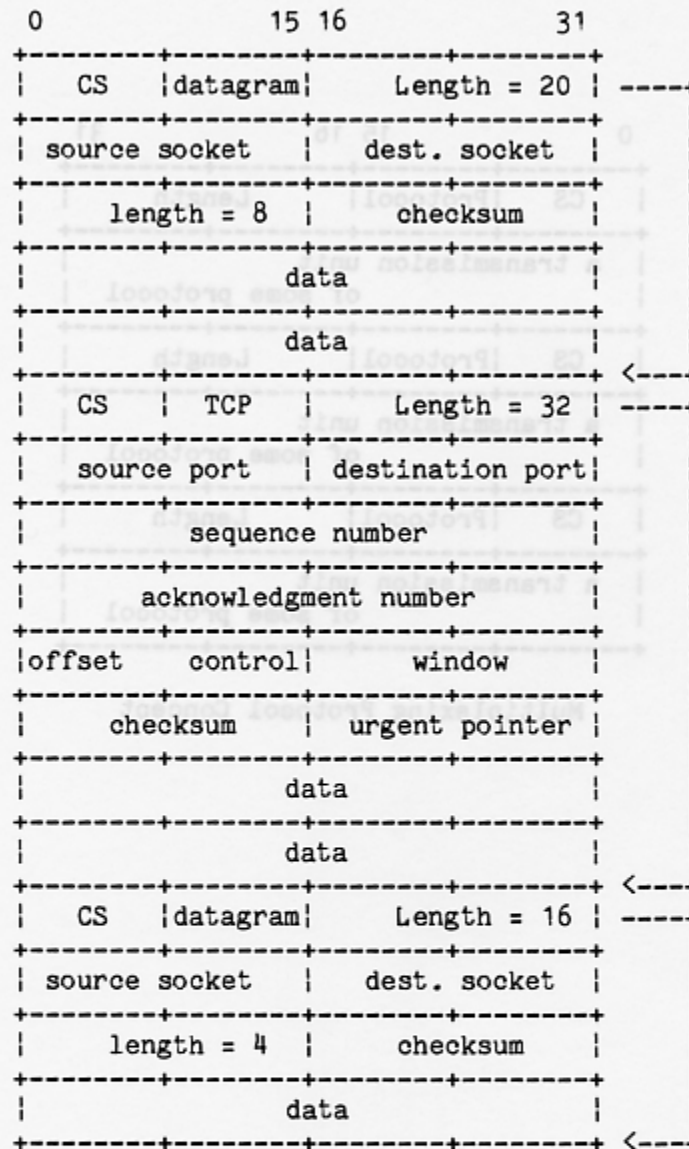 0 15 16 31
+-------+-------+-------+-------+
| CS |datagram| Length = 20 | ----
+-------+-------+-------+-------+
| source socket | dest. socket |
+-------+-------+-------+-------+
| length = 8 | checksum |
+-------+-------+-------+-------+
| data |
+-------+-------+-------+-------+
| data |
+-------+-------+-------+-------+ <----
| CS | TCP | Length = 32 | ----
+-------+-------+-------+-------+
| source port | destination port|
+-------+-------+-------+-------+
| sequence number |
+-------+-------+-------+-------+
| acknowledgment number |
+-------+-------+-------+-------+
|offset control| window |
+-------+-------+-------+-------+
| checksum | urgent pointer |
+-------+-------+-------+-------+
| data |
+-------+-------+-------+-------+
| data |
+-------+-------+-------+-------+ <----
| CS |datagram| Length = 16 | ----
+-------+-------+-------+-------+
| source socket | dest. socket |
+-------+-------+-------+-------+
| length = 4 | checksum |
+-------+-------+-------+-------+
| data |
+-------+-------+-------+-------+ <----